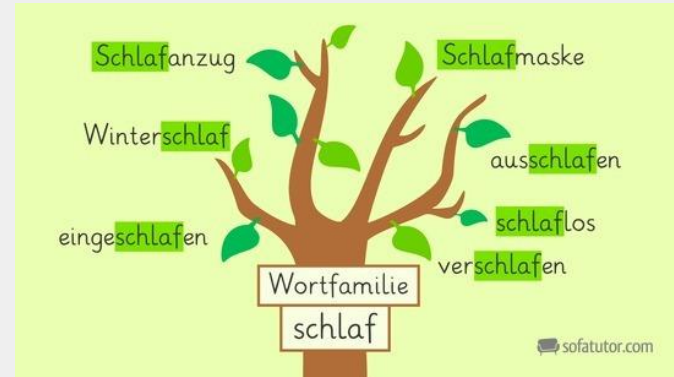 Schlafanzug
Schlafmaske
Winterschlaf
ausschlafen
eingeschlafen
schlaflos
verschlafen
Wortfamilie
schlaf
sofatutor.com